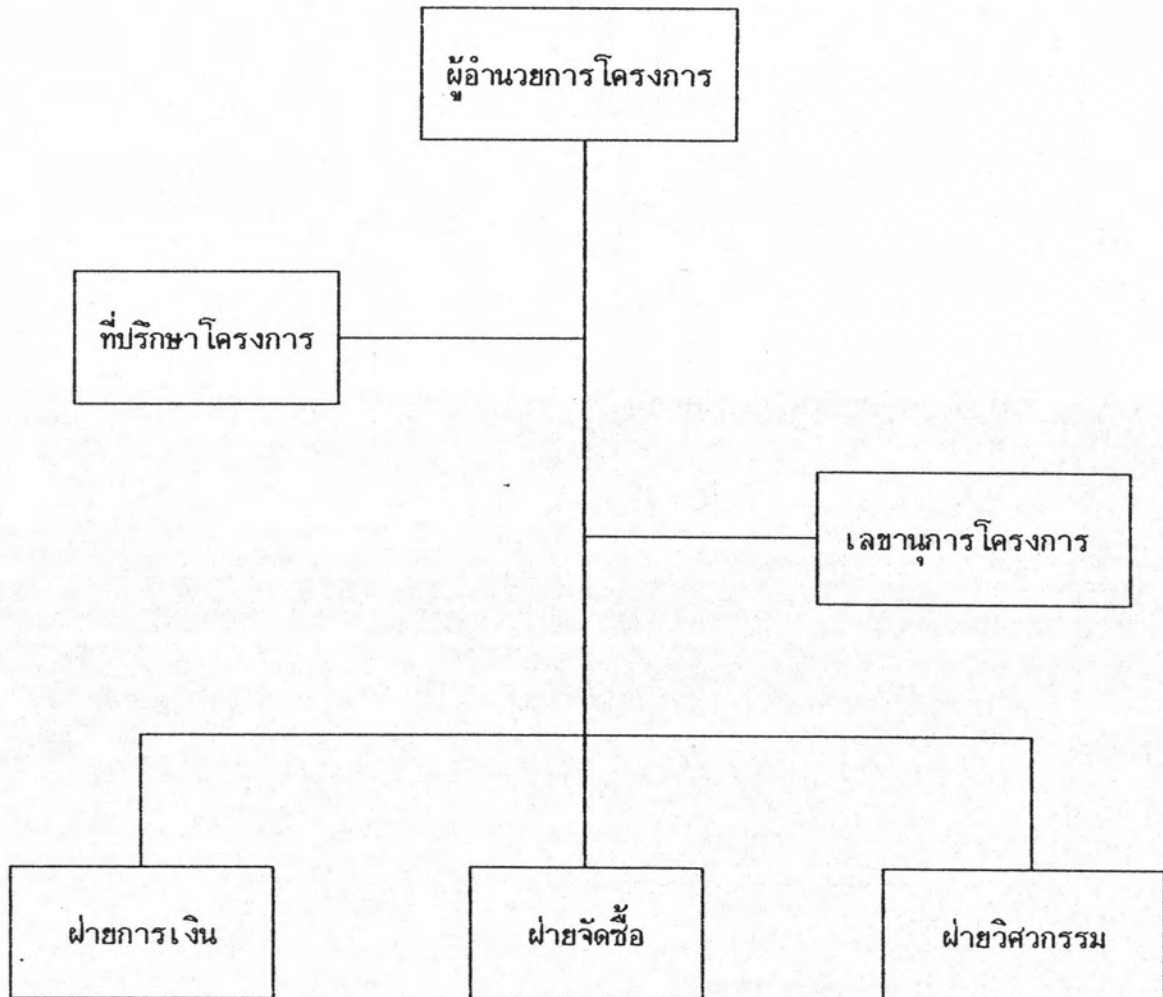 ผู้อำนวยการโครงการ
ที่ปรึกษาโครงการ
เลขานุการโครงการ
ฝ่ายการเงิน
ฝ่ายจัดซื้อ
ฝ่ายวิศวกรรม